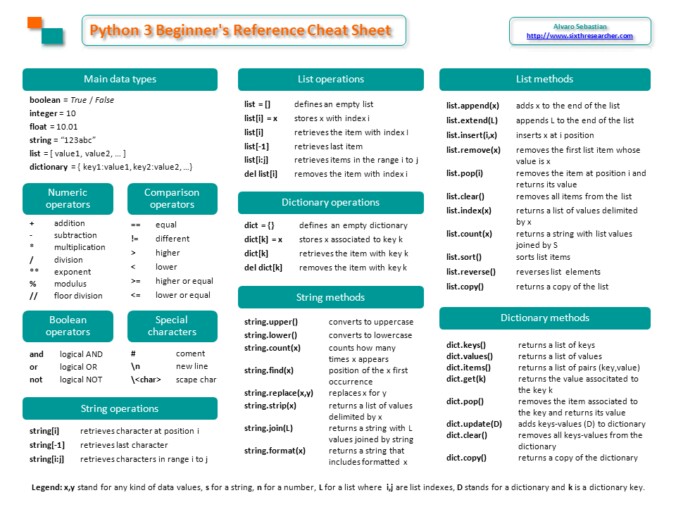 Python 3 Beginner's Reference Cheat Sheet
Alvaro Sebastian
http://www.sixthresearcher.com
Main data types
boolean = True / False
integer = 10
float = 10.01
string = "123abc"
list = [ value1, value2, ... ]
dictionary = { key1:value1, key2:value2, ...}
Numeric
operators
+ addition
- subtraction
* multiplication
/ division
** exponent
% modulus
// floor division
Comparison
operators
== equal
!= different
> higher
< lower
>= higher or equal
<= lower or equal
Boolean
operators
and logical AND
or logical OR
not logical NOT
Special
characters
# coment
\n new line
\<char> scape char
String operations
string[i] retrieves character at position i
string[-1] retrieves last character
string[i:j] retrieves characters in range i to j
List operations
list = [] defines an empty list
list[i] = x stores x with index i
list[i] retrieves the item with index I
list[-1] retrieves last item
list[i:j] retrieves items in the range i to j
del list[i] removes the item with index i
Dictionary operations
dict = {} defines an empty dictionary
dict[k] = x stores x associated to key k
dict[k] retrieves the item with key k
del dict[k] removes the item with key k
String methods
string.upper() converts to uppercase
string.lower() converts to lowercase
string.count(x) counts how many
times x appears
string.find(x) position of the x first
occurrence
string.replace(x,y) replaces x for y
string.strip(x) returns a list of values
delimited by x
string.join(L) returns a string with L
values joined by string
string.format(x) returns a string that
includes formatted x
List methods
list.append(x) adds x to the end of the list
list.extend(L) appends L to the end of the list
list.insert(i,x) inserts x at i position
list.remove(x) removes the first list item whose
value is x
list.pop(i) removes the item at position i and
returns its value
list.clear() removes all items from the list
list.index(x) returns a list of values delimited
by x
list.count(x) returns a string with list values
joined by S
list.sort() sorts list items
list.reverse() reverses list elements
list.copy() returns a copy of the list
Dictionary methods
dict.keys() returns a list of keys
dict.values() returns a list of values
dict.items() returns a list of pairs (key,value)
dict.get(k) returns the value associtated to
the key k
dict.pop() removes the item associated to
the key and returns its value
dict.update(D) adds keys-values (D) to dictionary
dict.clear() removes all keys-values from the
dictionary
dict.copy() returns a copy of the dictionary
Legend: x,y stand for any kind of data values, s for a string, n for a number, L for a list where i,j are list indexes, D stands for a dictionary and k is a dictionary key.